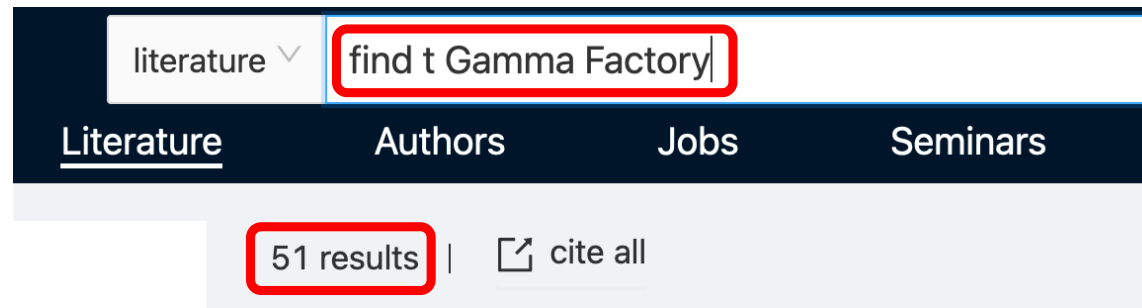 literature find t Gamma Factory
Literature Authors Jobs Seminars
51 results | cite all